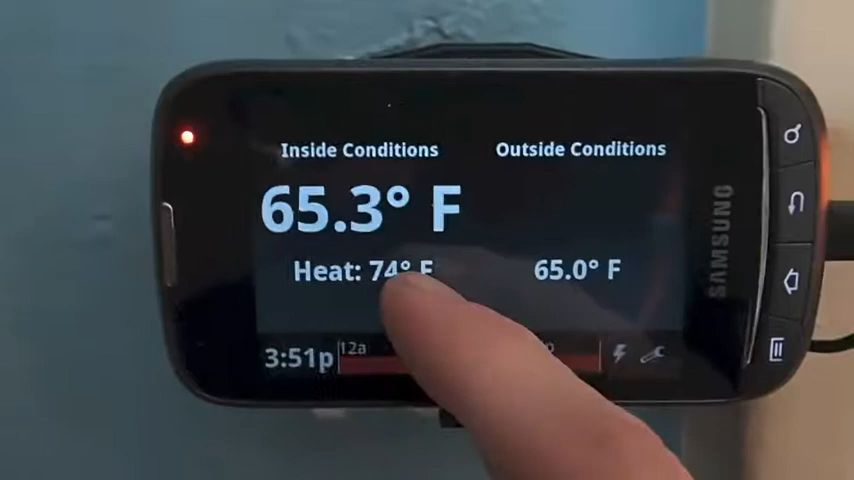 Inside Conditions
Outside Conditions
65.3° F
Heat: 74° F
65.0° F
3:51p
12a
SAMSUNG